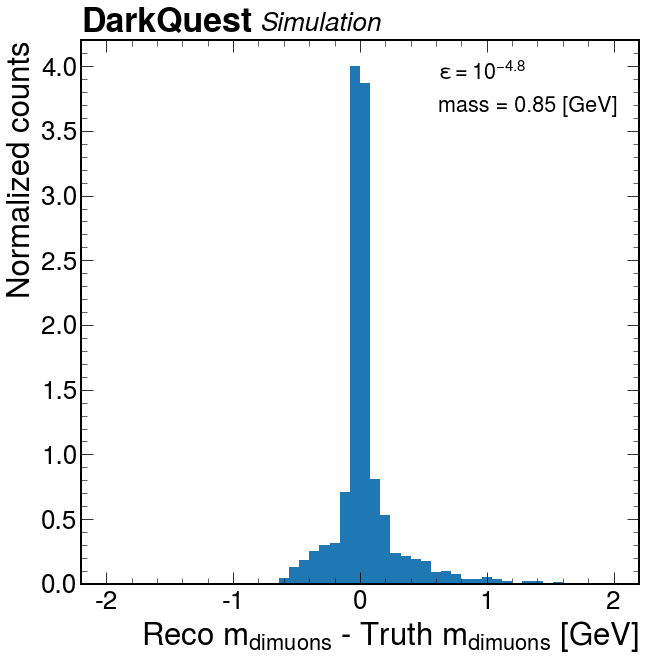 DarkQuest Simulation
ε = 10^−4.8
mass = 0.85 [GeV]
Normalized counts
4.0
3.5
3.0
2.5
2.0
1.5
1.0
0.5
0.0
-2 -1 0 1 2
Reco m_dimuons - Truth m_dimuons [GeV]